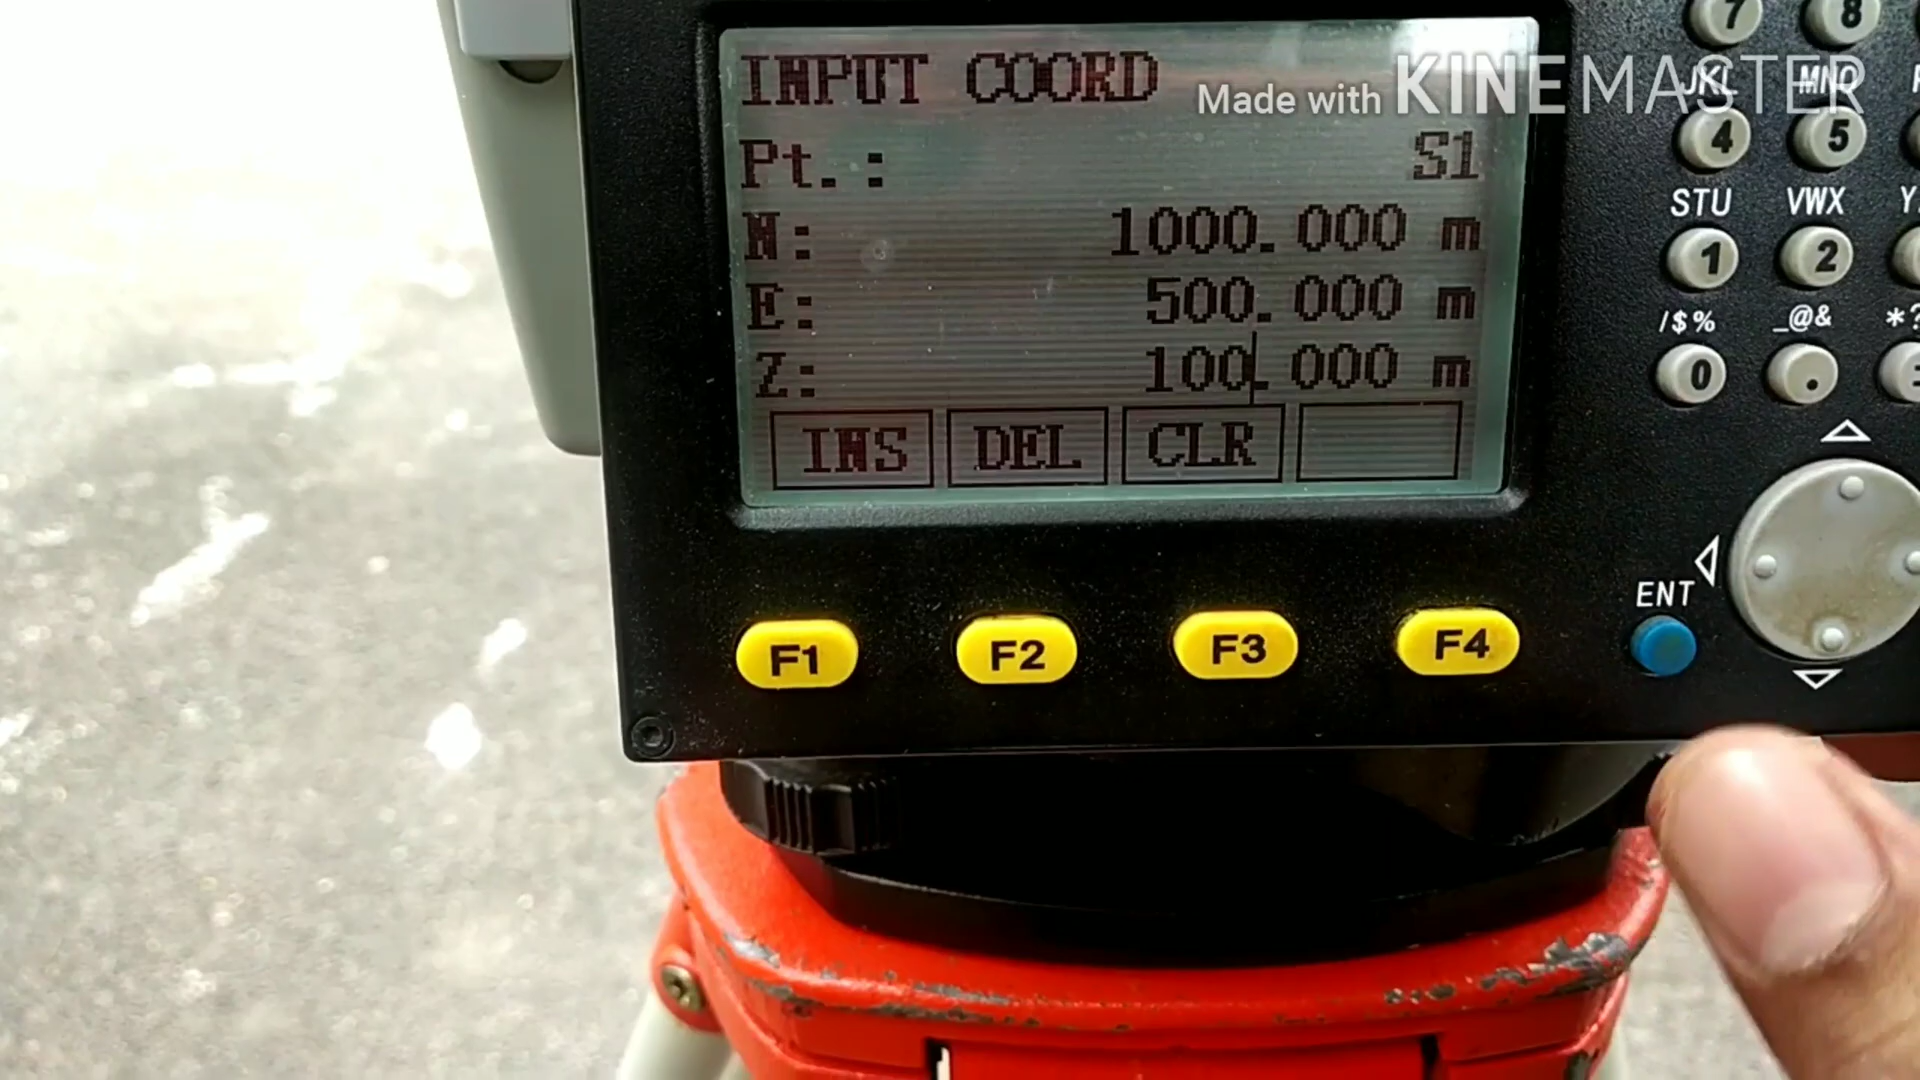 INPUT COORD
Made with KINEMASTER
Pt.: S1
N: 1000.000 m
E: 500.000 m
Z: 100.000 m
INS DEL CLR
F1 F2 F3 F4
7 8
JKL MNO
4 5
STU VWX
1 2
/$% _@& *?
0 .
ENT